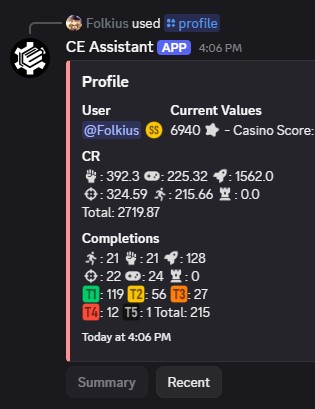 Folkius used profile
CE Assistant APP 4:06 PM
Profile
User Current Values
@Folkius SS 6940 - Casino Score:
CR
: 392.3 : 225.32 : 1562.0
: 324.59 : 215.66 : 0.0
Total: 2719.87
Completions
: 21 : 21 : 128
: 22 : 24 : 0
T1 : 119 T2 : 56 T3 : 27
T4 : 12 T5 : 1 Total: 215
Today at 4:06 PM
Summary Recent